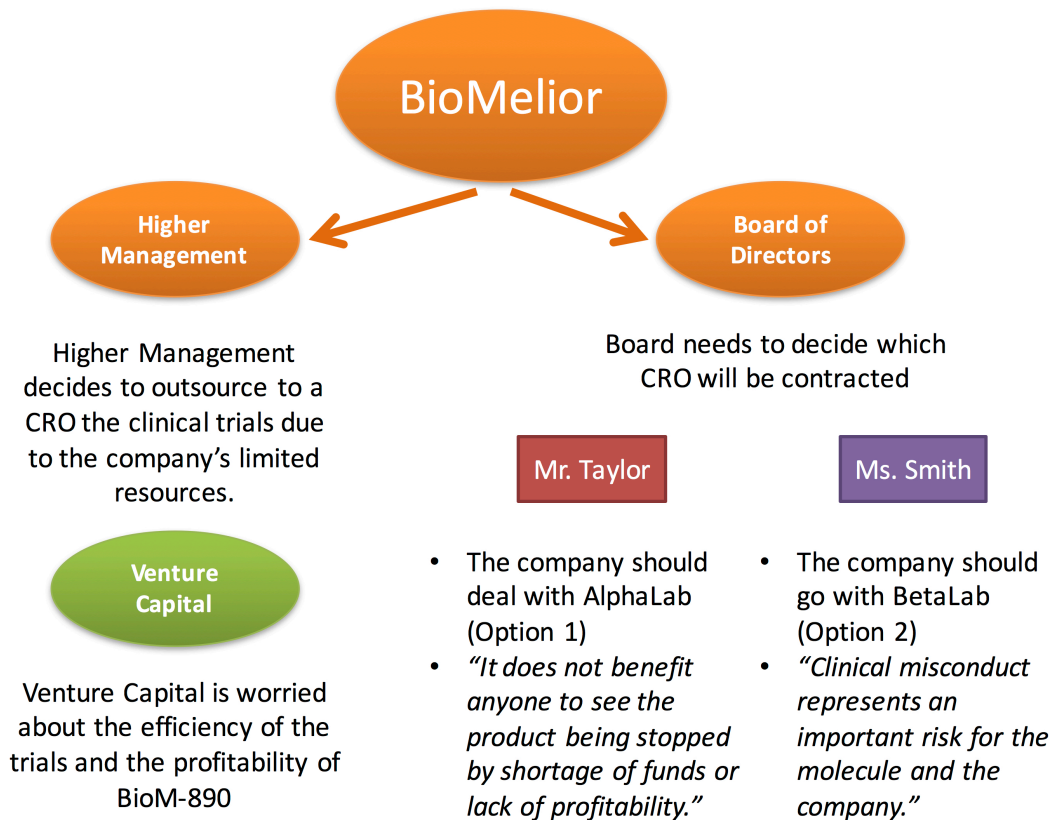 BioMelior
Higher
Management
Board of
Directors
Higher Management
decides to outsource to a
CRO the clinical trials due
to the company’s limited
resources.
Venture
Capital
Venture Capital is worried
about the efficiency of the
trials and the profitability of
BioM-890
Board needs to decide which
CRO will be contracted
Mr. Taylor
• The company should
deal with AlphaLab
(Option 1)
• “It does not benefit
anyone to see the
product being stopped
by shortage of funds or
lack of profitability.”
Ms. Smith
• The company should
go with BetaLab
(Option 2)
• “Clinical misconduct
represents an
important risk for the
molecule and the
company.”